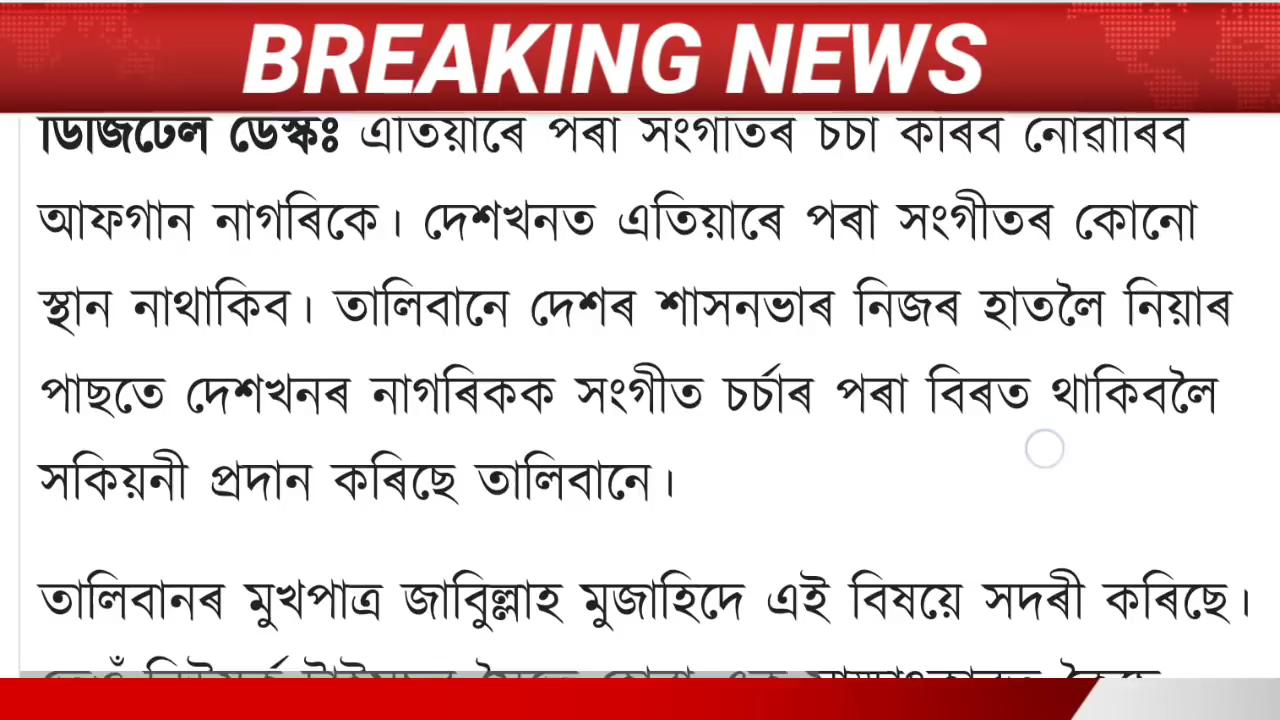 BREAKING NEWS
ডিজিটেল ডেস্কঃ এতিয়াৰে পৰা সংগীতৰ চৰ্চা কৰিব নোৱাৰিব
আফগান নাগৰিকে। দেশখনত এতিয়াৰে পৰা সংগীতৰ কোনো
স্থান নাথাকিব। তালিবানে দেশৰ শাসনভাৰ নিজৰ হাতলৈ নিয়াৰ
পাছতে দেশখনৰ নাগৰিকক সংগীত চৰ্চাৰ পৰা বিৰত থাকিবলৈ
সকিয়নী প্ৰদান কৰিছে তালিবানে।
তালিবানৰ মুখপাত্ৰ জাবিুল্লাহ মুজাহিদে এই বিষয়ে সদৰী কৰিছে।